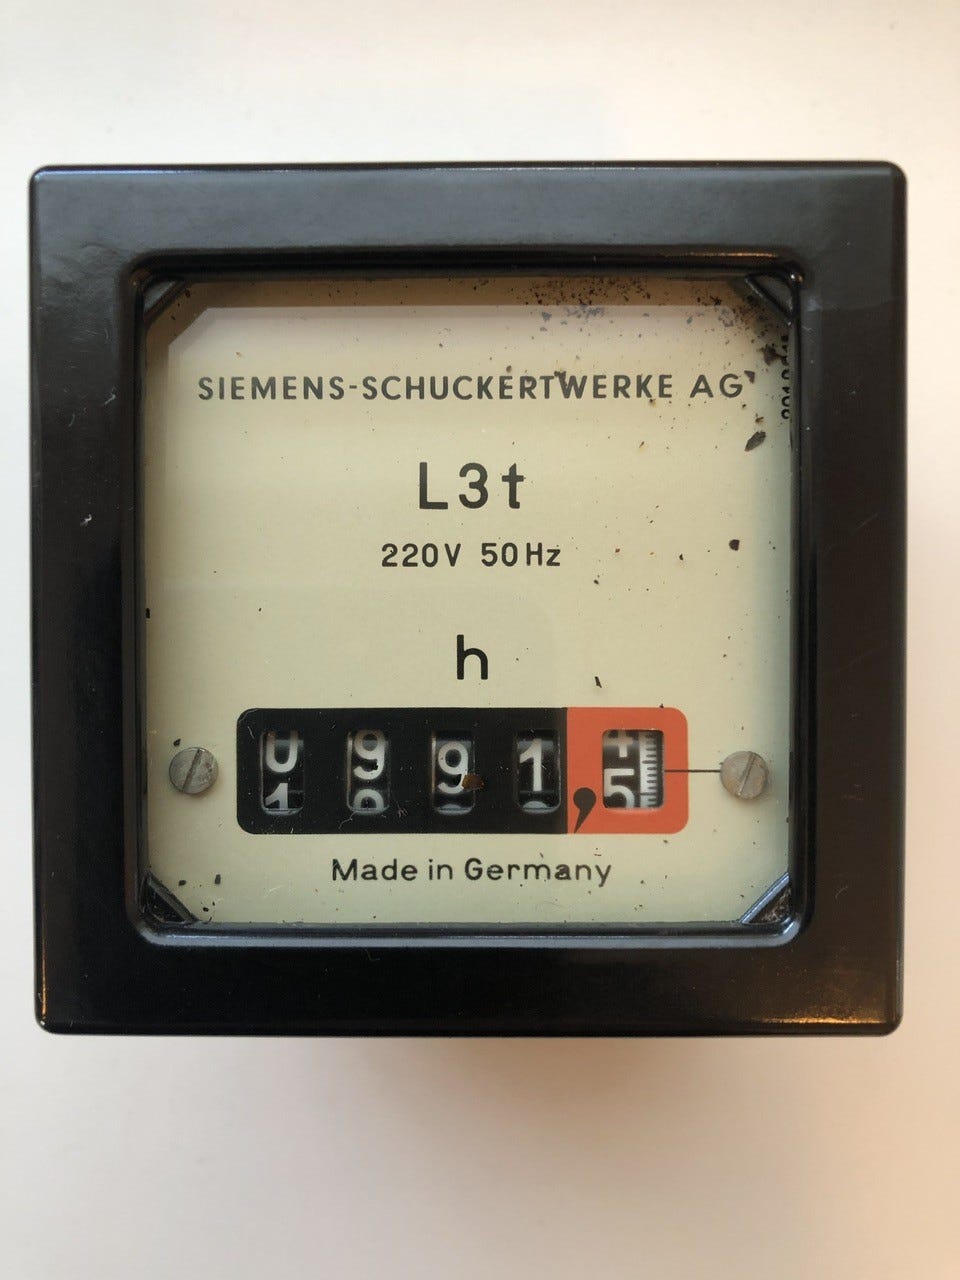 SIEMENS-SCHUCKERTWERKE AG
L3t
220V 50Hz
h
0991,5
Made in Germany